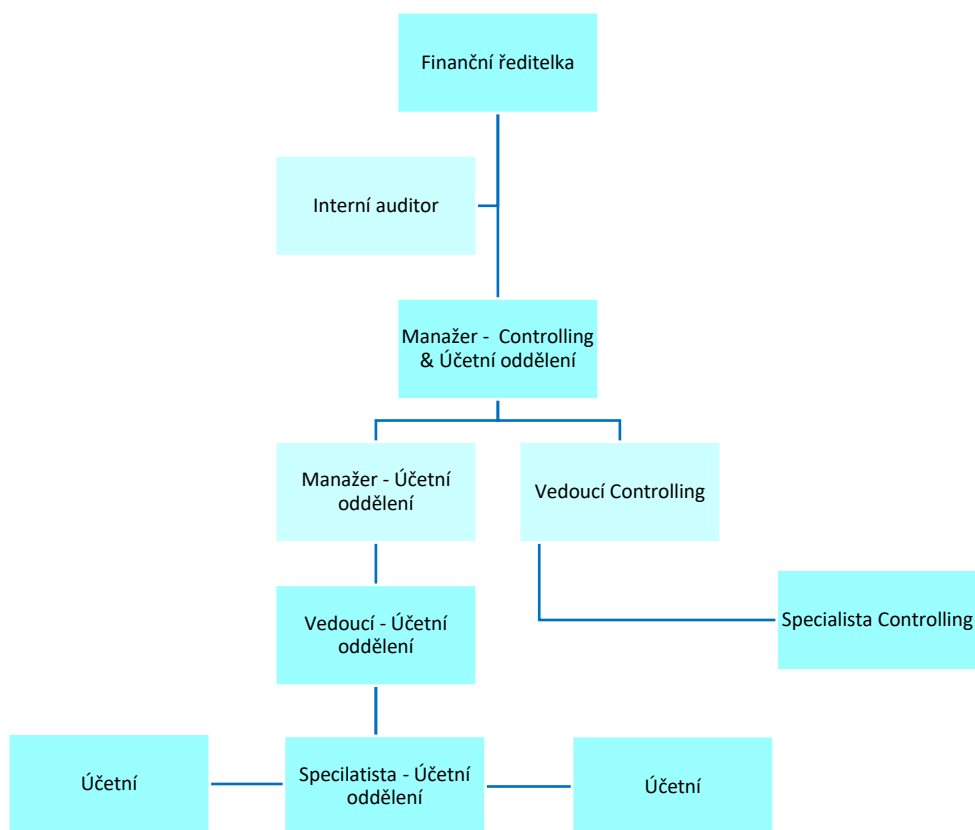 Finanční ředitelka
Interní auditor
Manažer -  Controlling
& Účetní oddělení
Manažer - Účetní
oddělení
Vedoucí Controlling
Vedoucí - Účetní
oddělení
Specialista Controlling
Účetní
Specilatista - Účetní
oddělení
Účetní